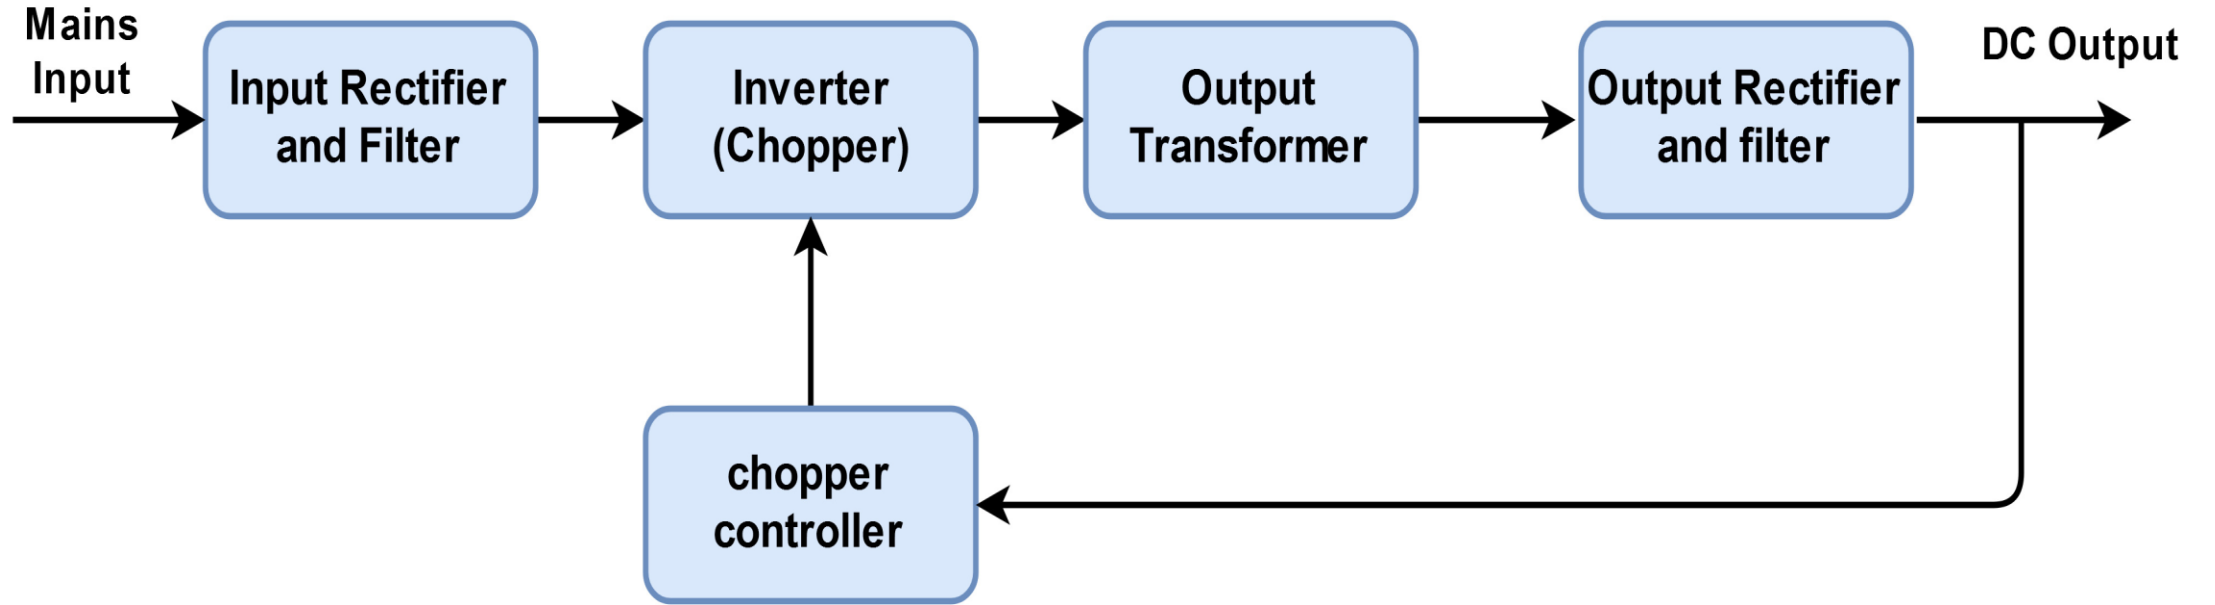 Mains
Input
Input Rectifier
and Filter
Inverter
(Chopper)
Output
Transformer
Output Rectifier
and filter
DC Output
chopper
controller